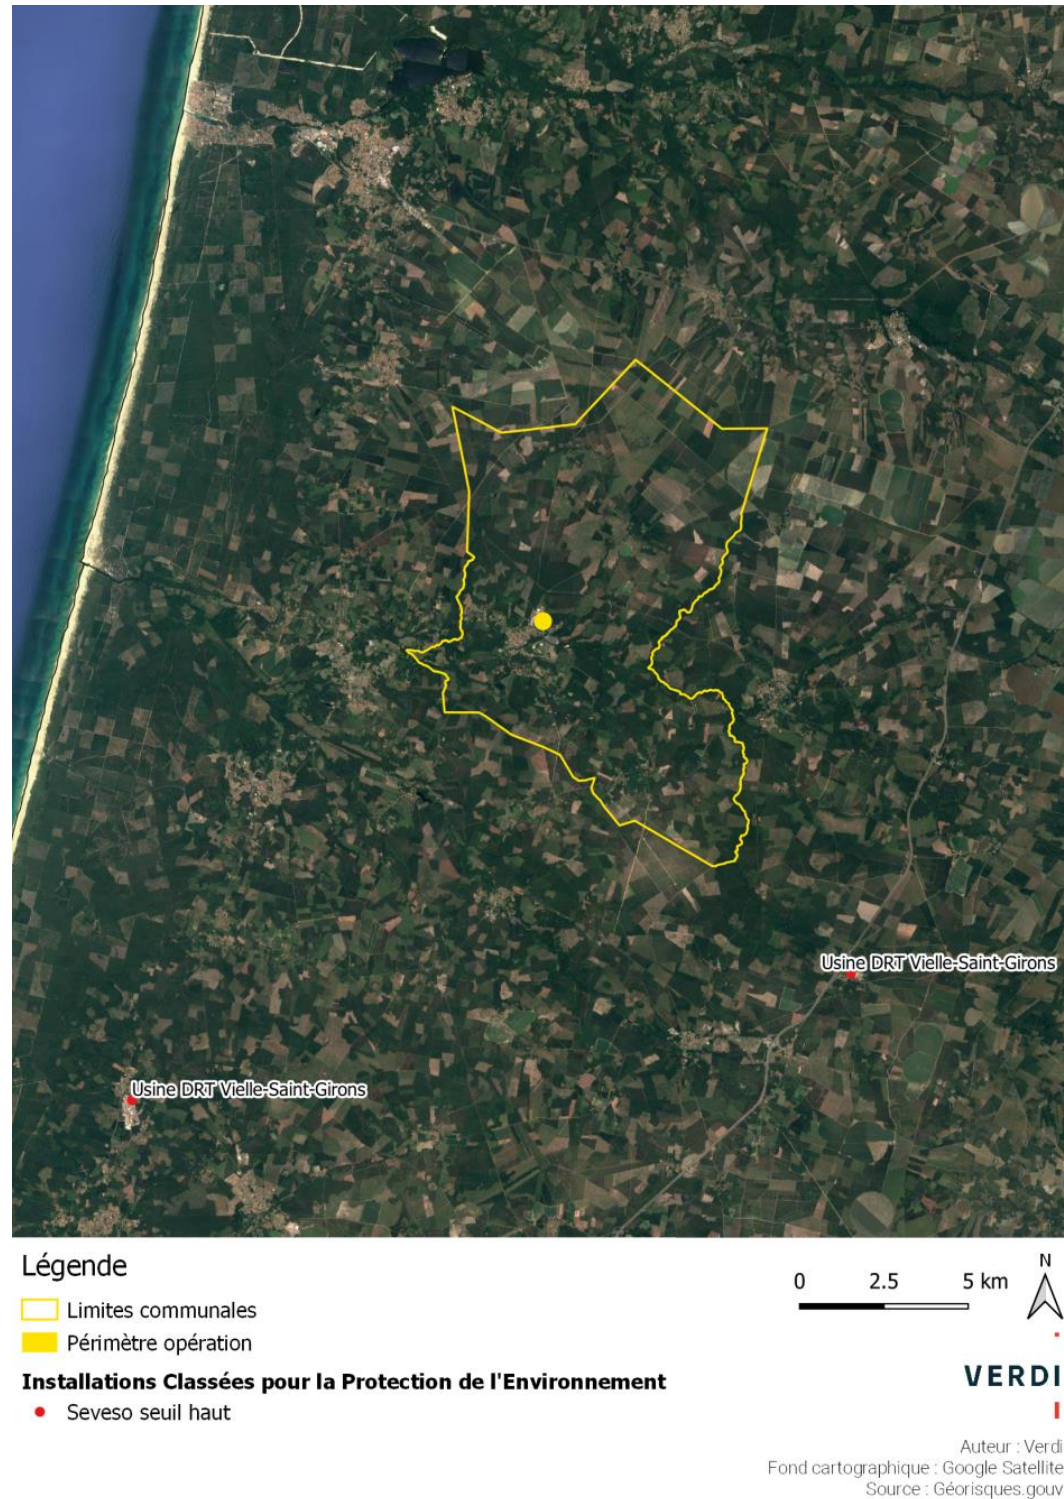 Usine DRT Vielle-Saint-Girons
Usine DRT Vielle-Saint-Girons
Légende
Limites communales
Périmètre opération
Installations Classées pour la Protection de l'Environnement
Seveso seuil haut
0 2.5 5 km
N
VERDI
Auteur : Verdi
Fond cartographique : Google Satellite
Source : Géorisques.gouv